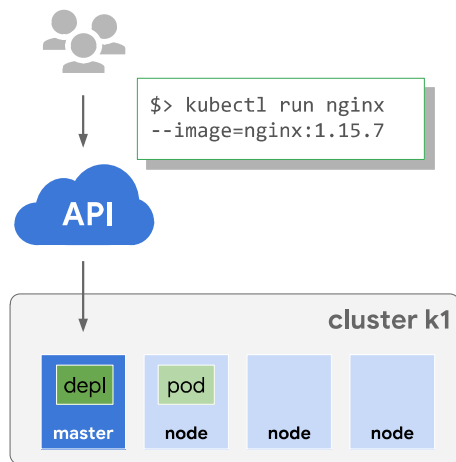 $> kubectl run nginx
--image=nginx:1.15.7
API
cluster k1
depl
pod
master
node
node
node